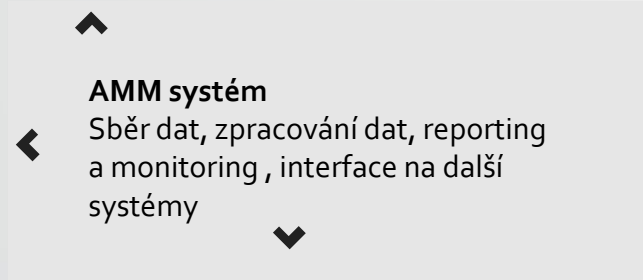 AMM systém
Sběr dat, zpracování dat, reporting
a monitoring , interface na další
systémy